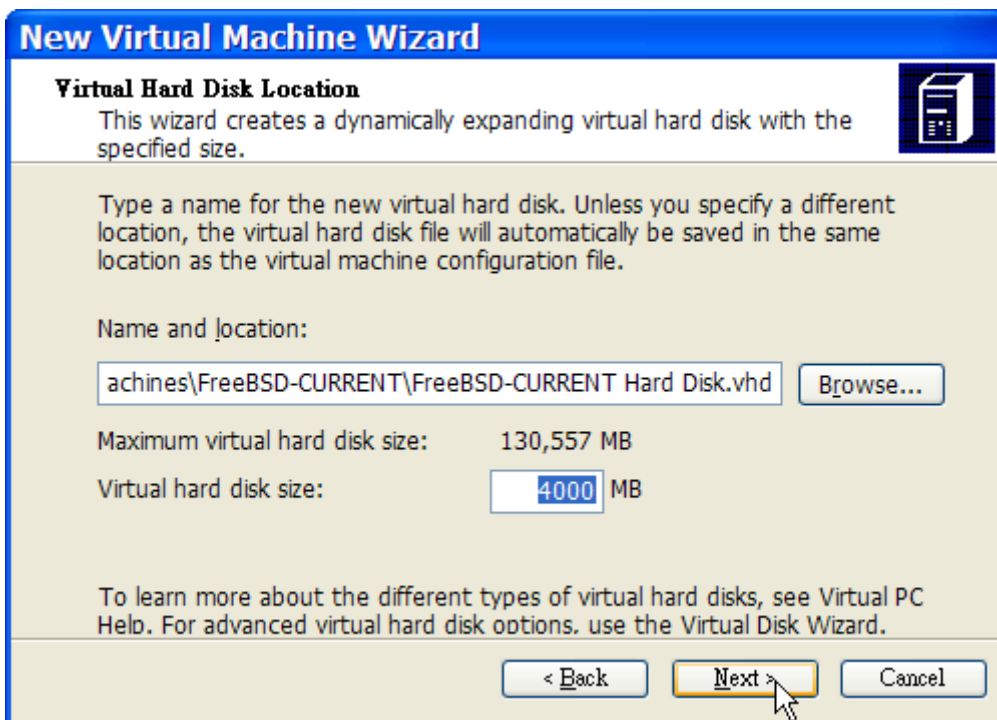 New Virtual Machine Wizard
Virtual Hard Disk Location
This wizard creates a dynamically expanding virtual hard disk with the
specified size.
Type a name for the new virtual hard disk. Unless you specify a different
location, the virtual hard disk file will automatically be saved in the same
location as the virtual machine configuration file.
Name and location:
achines\FreeBSD-CURRENT\FreeBSD-CURRENT Hard Disk.vhd Browse...
Maximum virtual hard disk size: 130,557 MB
Virtual hard disk size: 4000 MB
To learn more about the different types of virtual hard disks, see Virtual PC
Help. For advanced virtual hard disk options, use the Virtual Disk Wizard.
< Back Next > Cancel